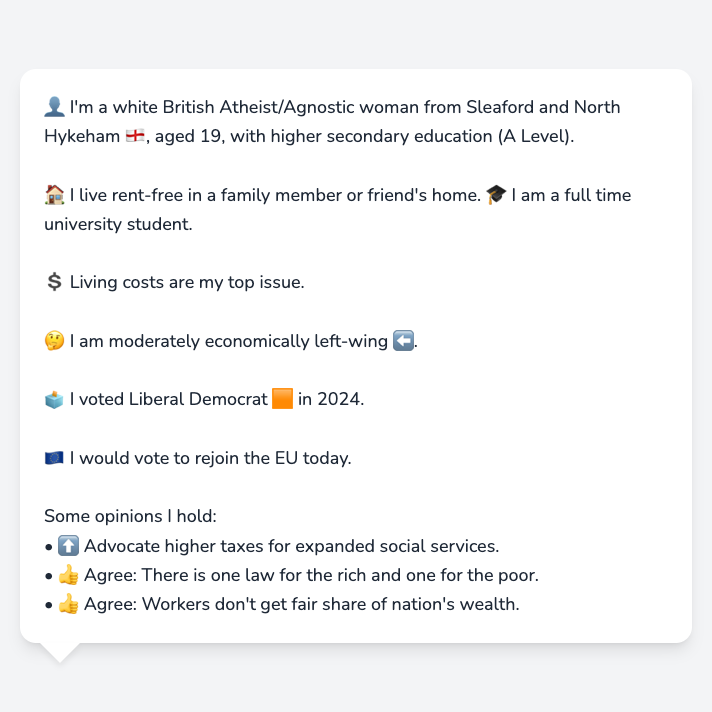 👤 I'm a white British Atheist/Agnostic woman from Sleaford and North
Hykeham 🏴󠁧󠁢󠁥󠁮󠁧󠁿, aged 19, with higher secondary education (A Level).
🏠 I live rent-free in a family member or friend's home. 🎓 I am a full time
university student.
💲 Living costs are my top issue.
🤔 I am moderately economically left-wing ⬅️.
🗳️ I voted Liberal Democrat 🟧 in 2024.
🇪🇺 I would vote to rejoin the EU today.
Some opinions I hold:
• ⬆️ Advocate higher taxes for expanded social services.
• 👍 Agree: There is one law for the rich and one for the poor.
• 👍 Agree: Workers don't get fair share of nation's wealth.